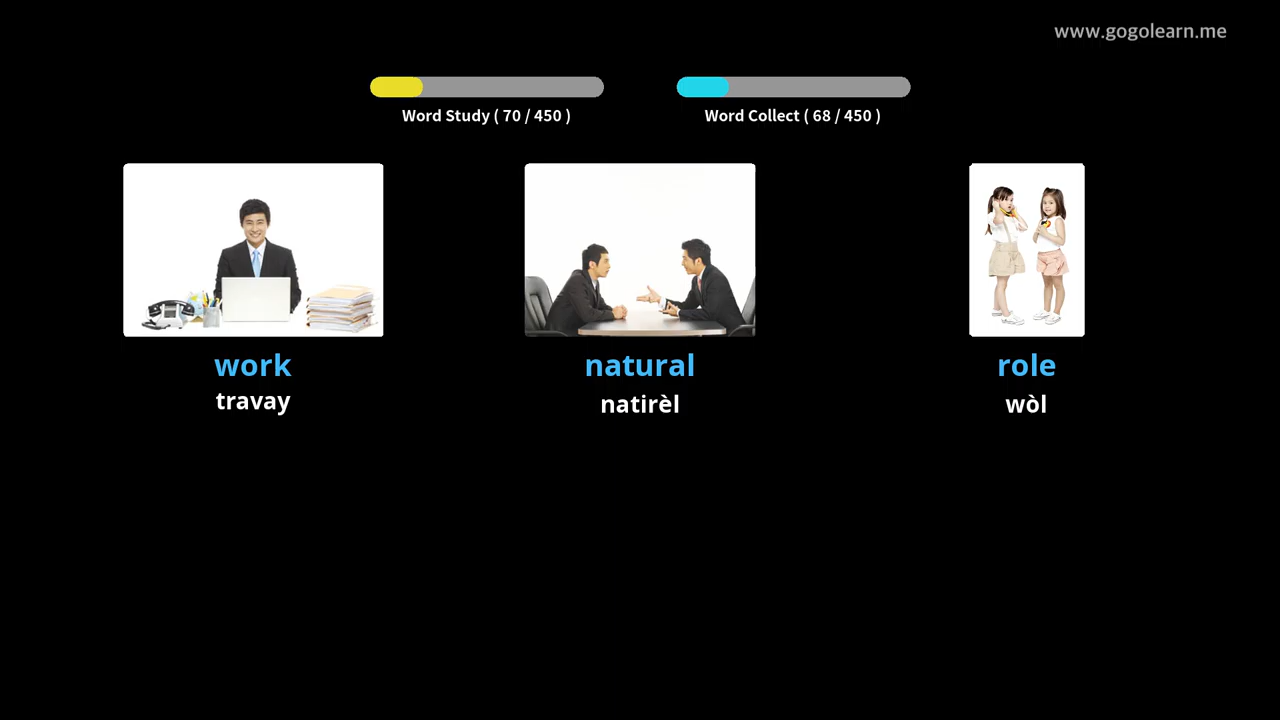 www.gogolearn.me
Word Study ( 70 / 450 )
Word Collect ( 68 / 450 )
work
travay
natural
natirèl
role
wòl